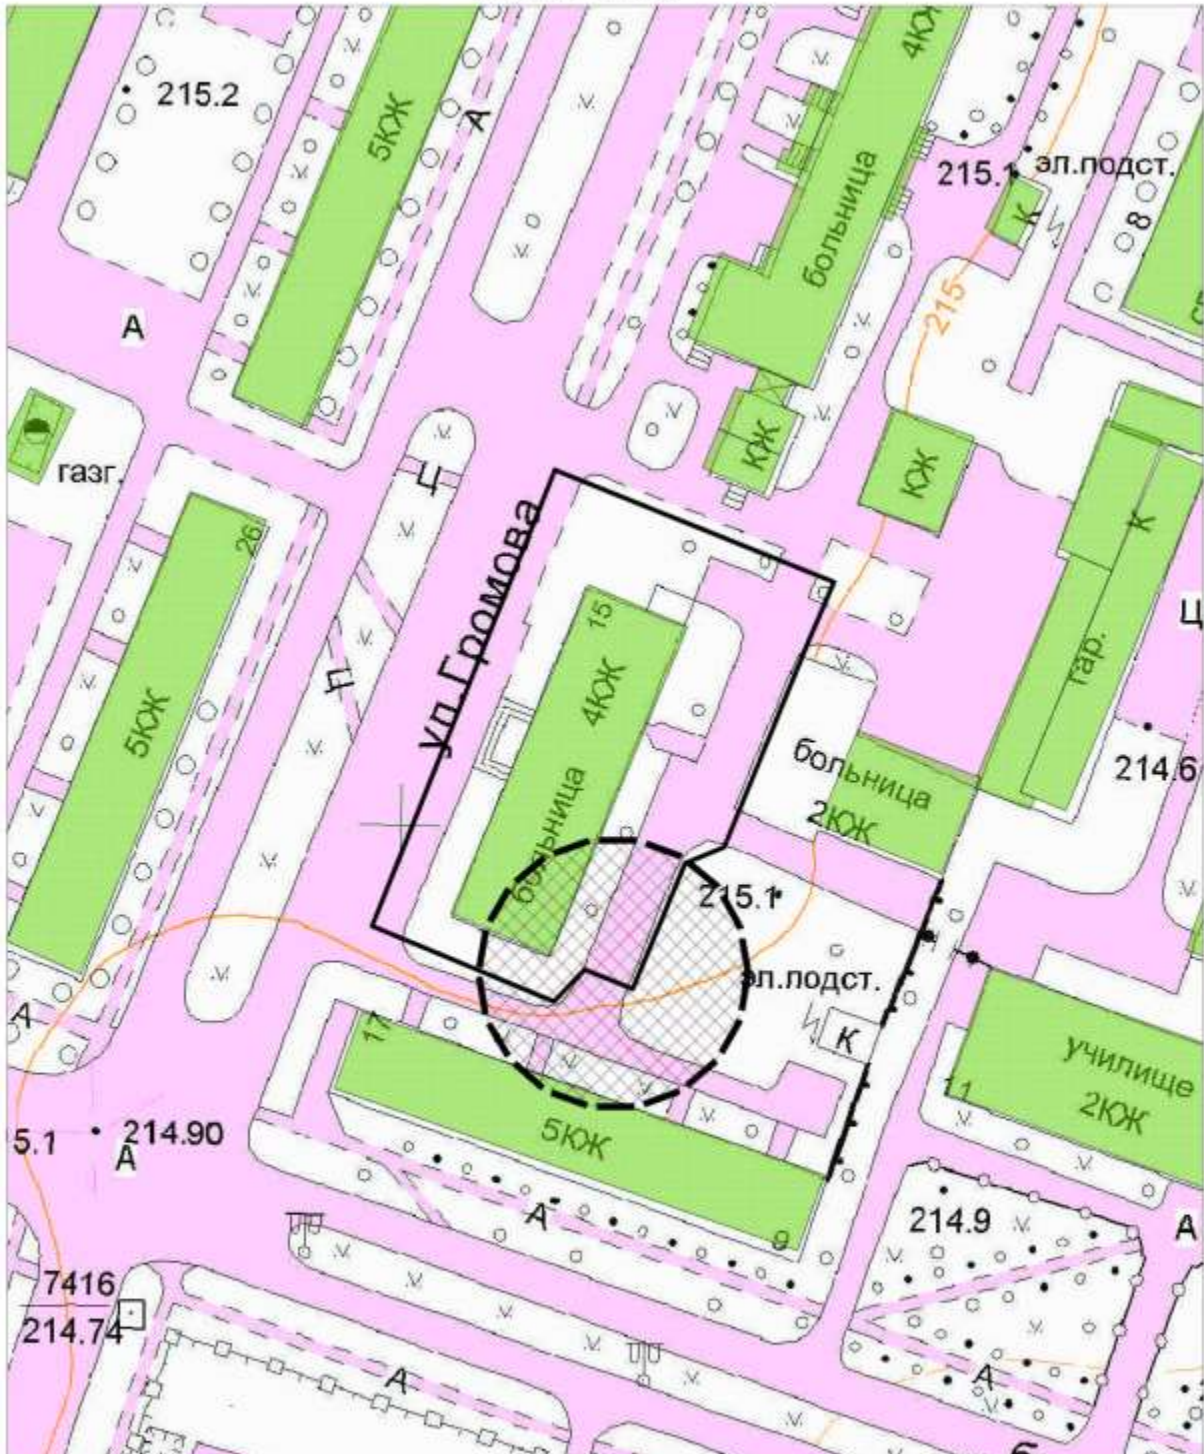 4КЖ
215.2
5КЖ
А
больница
215.1
эл.подст.
К
8
215
А
газг.
Ц
КЖ
КЖ
К
26
ул.Громова
15
4КЖ
больница
П
5КЖ
гар.
Ц
больница
2КЖ
214.6
215.1
эл.подст.
К
А
17
училище
2КЖ
11
5.1
214.90
А
5КЖ
А
9
214.9
А
7416
214.74
А
А